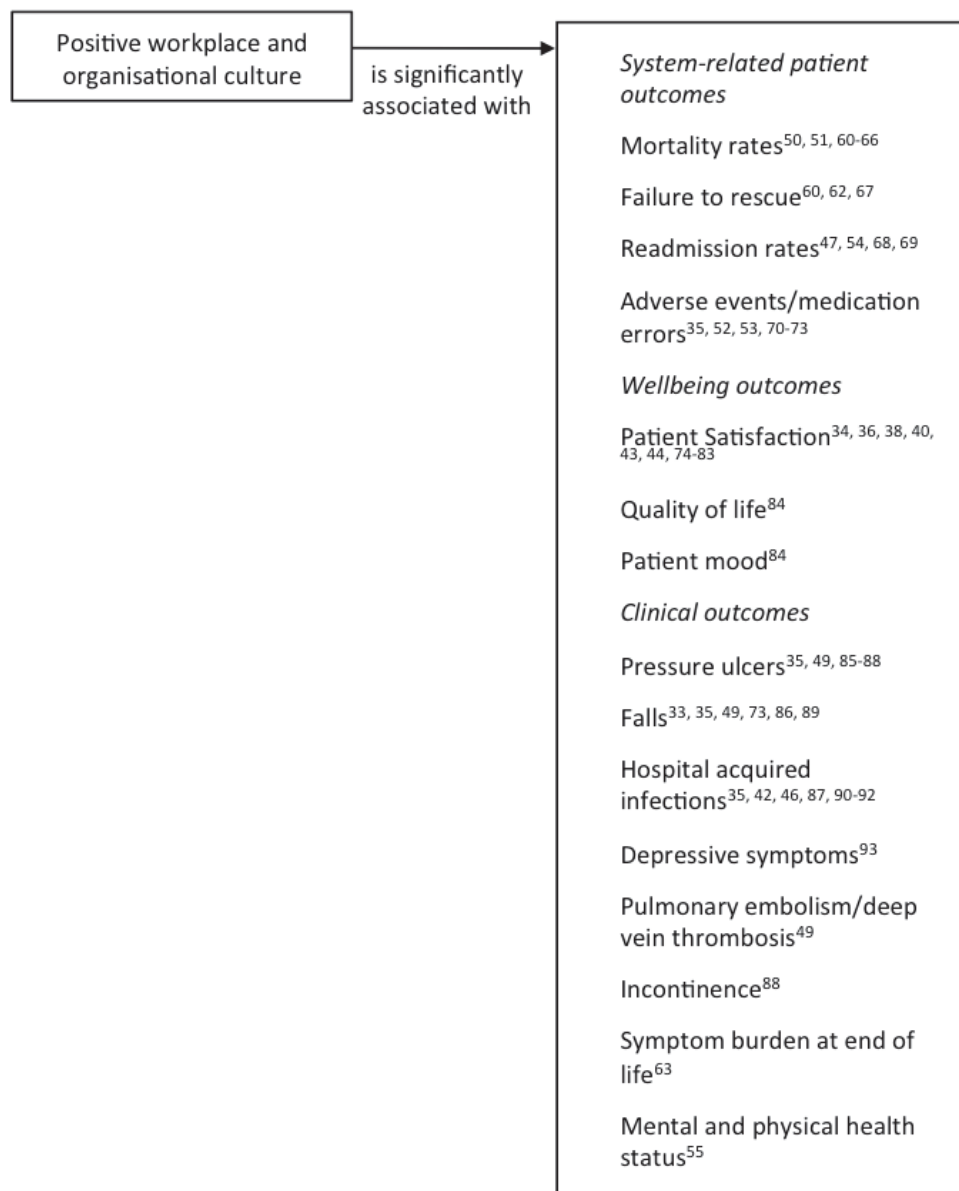 Positive workplace and
organisational culture
is significantly
associated with
System-related patient
outcomes
Mortality rates50, 51, 60-66
Failure to rescue60, 62, 67
Readmission rates47, 54, 68, 69
Adverse events/medication
errors35, 52, 53, 70-73
Wellbeing outcomes
Patient Satisfaction34, 36, 38, 40,
43, 44, 74-83
Quality of life84
Patient mood84
Clinical outcomes
Pressure ulcers35, 49, 85-88
Falls33, 35, 49, 73, 86, 89
Hospital acquired
infections35, 42, 46, 87, 90-92
Depressive symptoms93
Pulmonary embolism/deep
vein thrombosis49
Incontinence88
Symptom burden at end of
life63
Mental and physical health
status55